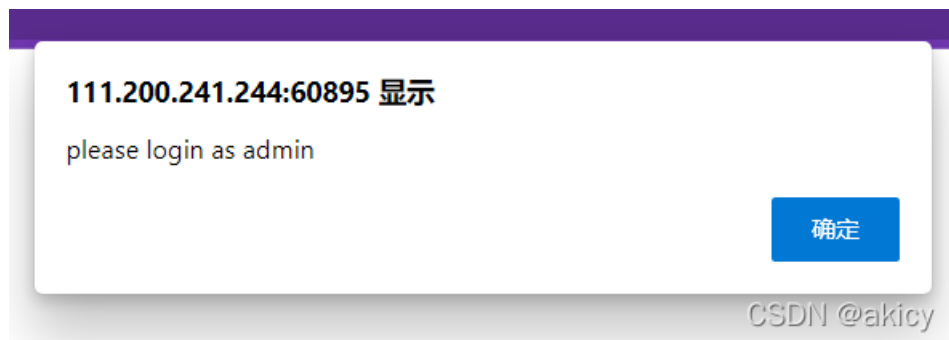 111.200.241.244:60895 显示
please login as admin
确定
CSDN @akicy